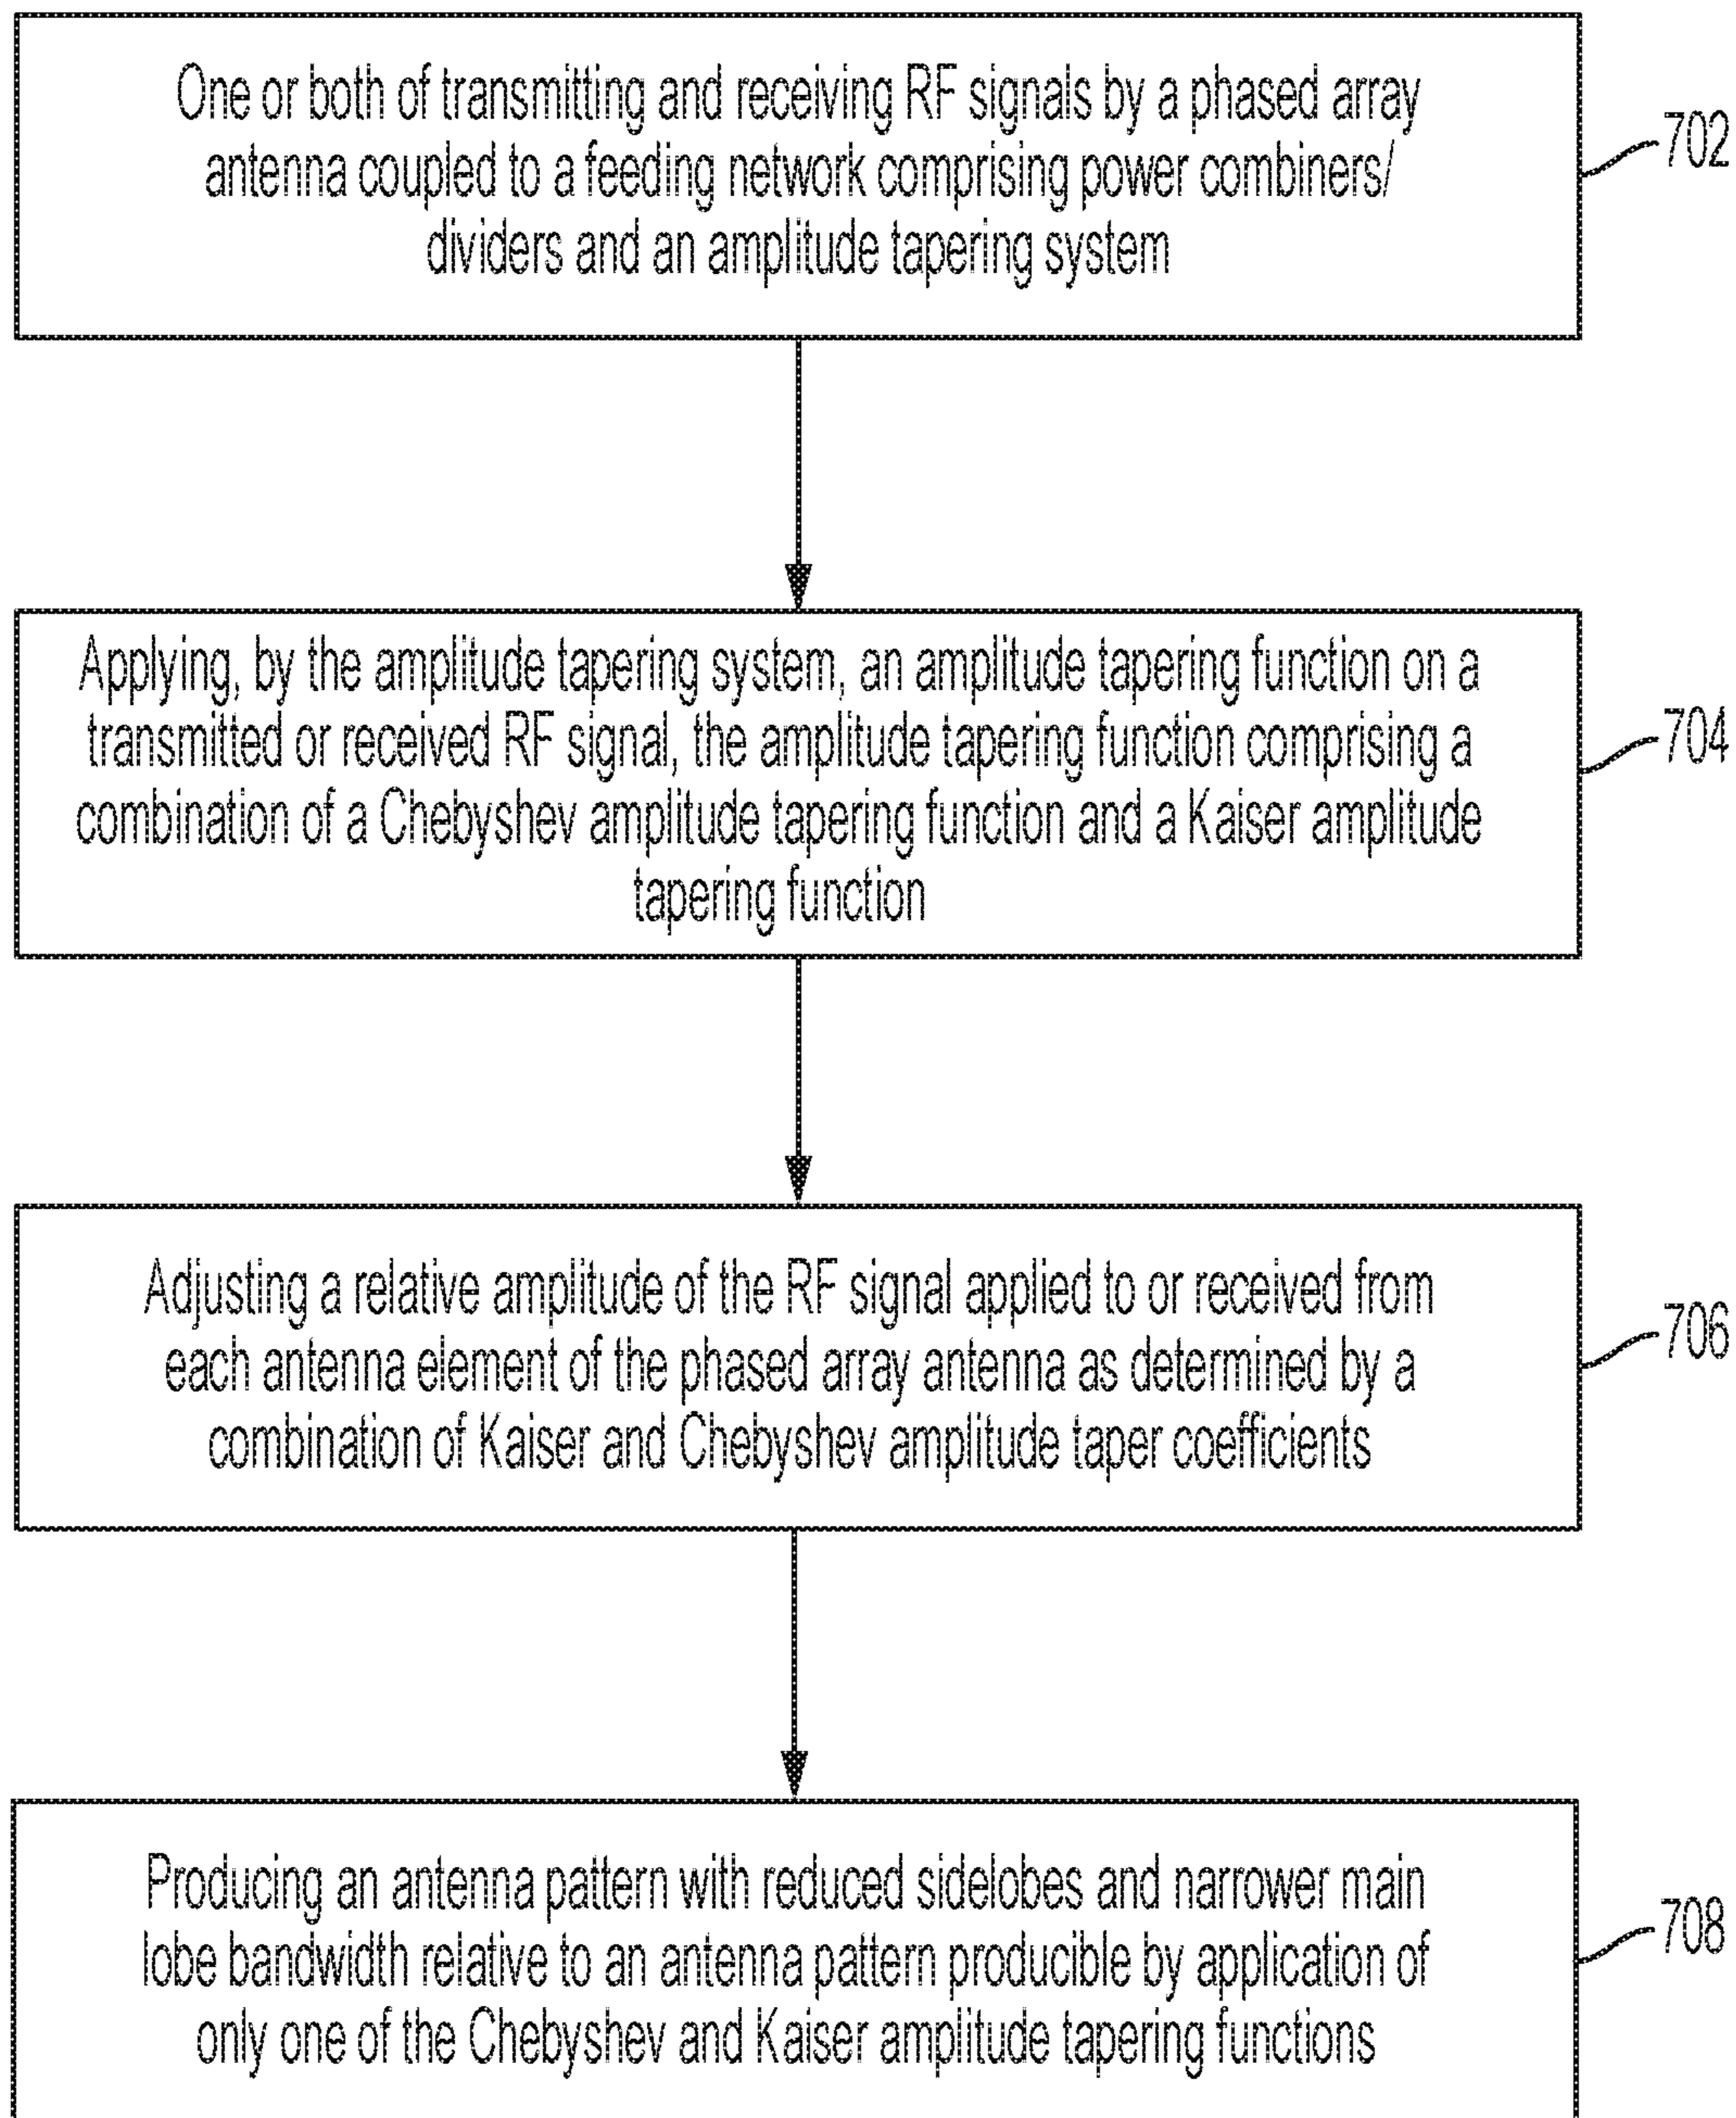 One or both of transmitting and receiving RF signals by a phased array
antenna coupled to a feeding network comprising power combiners/
dividers and an amplitude tapering system
702
Applying, by the amplitude tapering system, an amplitude tapering function on a
transmitted or received RF signal, the amplitude tapering function comprising a
combination of a Chebyshev amplitude tapering function and a Kaiser amplitude
tapering function
704
Adjusting a relative amplitude of the RF signal applied to or received from
each antenna element of the phased array antenna as determined by a
combination of Kaiser and Chebyshev amplitude taper coefficients
706
Producing an antenna pattern with reduced sidelobes and narrower main
lobe bandwidth relative to an antenna pattern producible by application of
only one of the Chebyshev and Kaiser amplitude tapering functions
708